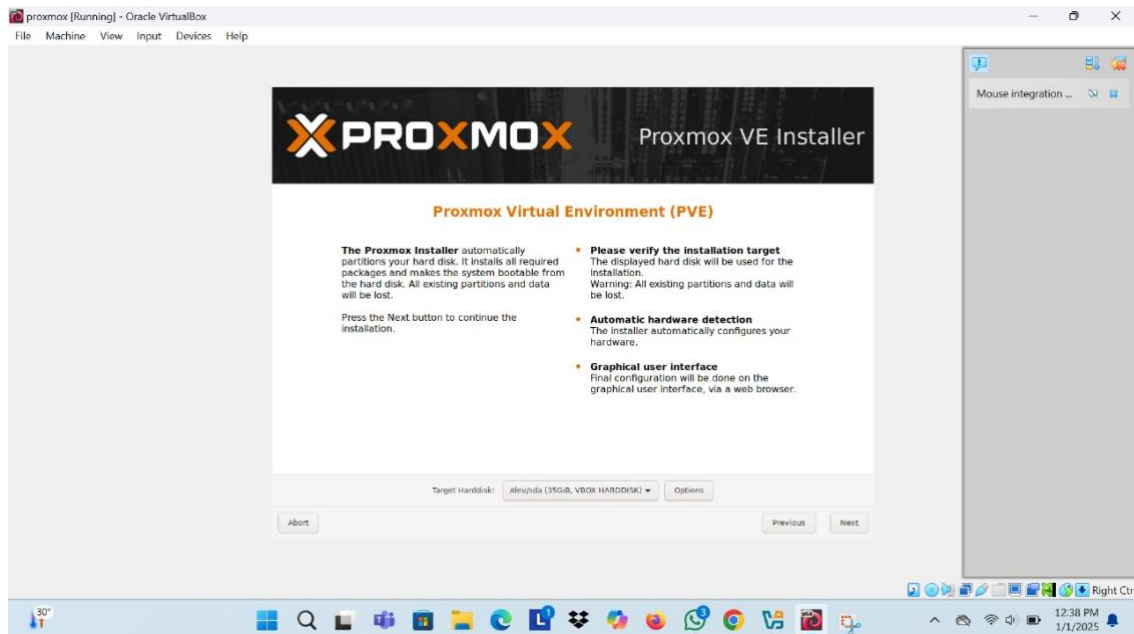 proxmox [Running] - Oracle VirtualBox
File Machine View Input Devices Help
Mouse integration ...
PROXMOX
Proxmox VE Installer
Proxmox Virtual Environment (PVE)
The Proxmox Installer automatically
partitions your hard disk. It installs all required
packages and makes the system bootable from
the hard disk. All existing partitions and data
will be lost.
Press the Next button to continue the
installation.
Please verify the installation target
The displayed hard disk will be used for the
installation.
Warning: All existing partitions and data will
be lost.
Automatic hardware detection
The installer automatically configures your
hardware.
Graphical user interface
Final configuration will be done on the
graphical user interface, via a web browser.
Target Harddisk: /dev/sda (35GiB, VBOX HARDDISK) Options
Abort Previous Next
Right Ctr
30°
L 1
3
12:38 PM
1/1/2025